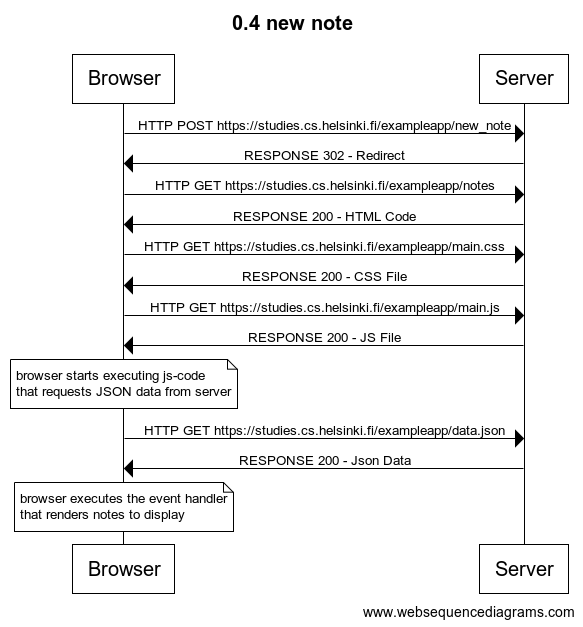 0.4 new note
Browser
Server
HTTP POST https://studies.cs.helsinki.fi/exampleapp/new_note
RESPONSE 302 - Redirect
HTTP GET https://studies.cs.helsinki.fi/exampleapp/notes
RESPONSE 200 - HTML Code
HTTP GET https://studies.cs.helsinki.fi/exampleapp/main.css
RESPONSE 200 - CSS File
HTTP GET https://studies.cs.helsinki.fi/exampleapp/main.js
RESPONSE 200 - JS File
browser starts executing js-code
that requests JSON data from server
HTTP GET https://studies.cs.helsinki.fi/exampleapp/data.json
RESPONSE 200 - Json Data
browser executes the event handler
that renders notes to display
Browser
Server
www.websequencediagrams.com